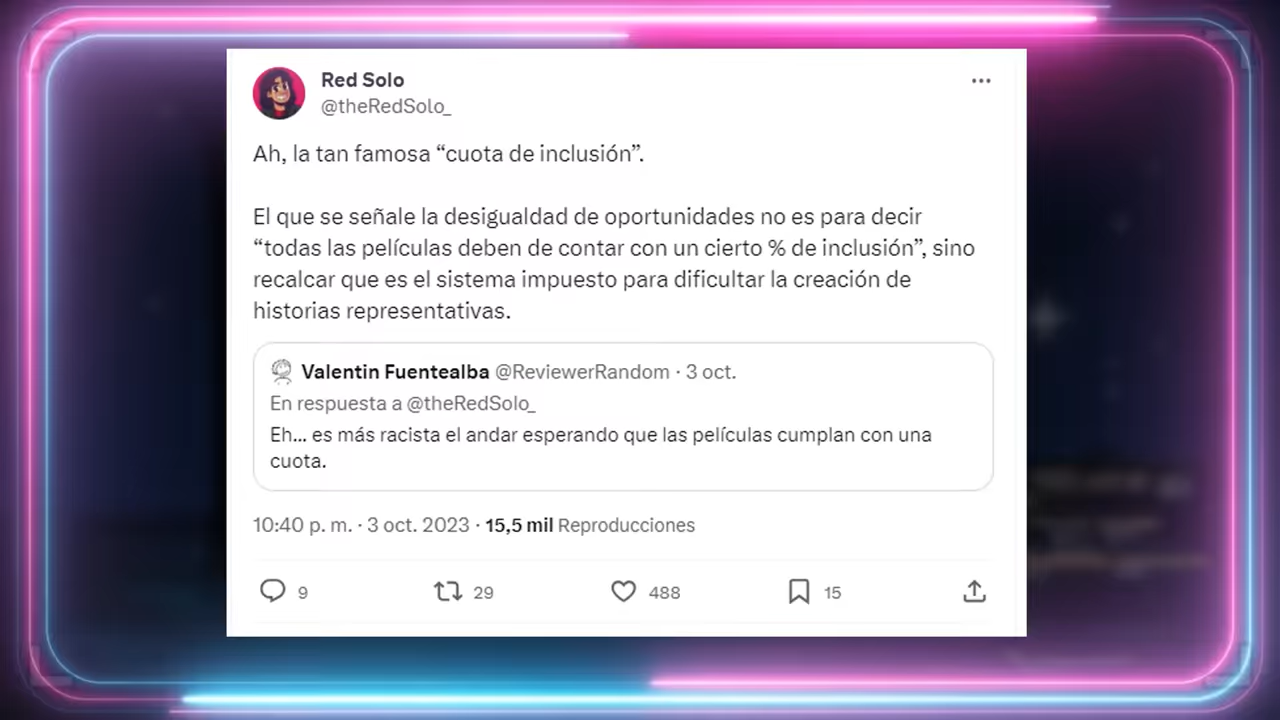 Red Solo
@theRedSolo_
Ah, la tan famosa “cuota de inclusión”.
El que se señale la desigualdad de oportunidades no es para decir
“todas las películas deben de contar con un cierto % de inclusión”, sino
recalcar que es el sistema impuesto para dificultar la creación de
historias representativas.
Valentin Fuentealba @ReviewerRandom · 3 oct.
En respuesta a @theRedSolo_
Eh... es más racista el andar esperando que las películas cumplan con una
cuota.
10:40 p. m. · 3 oct. 2023 · 15,5 mil Reproducciones
9 29 488 15